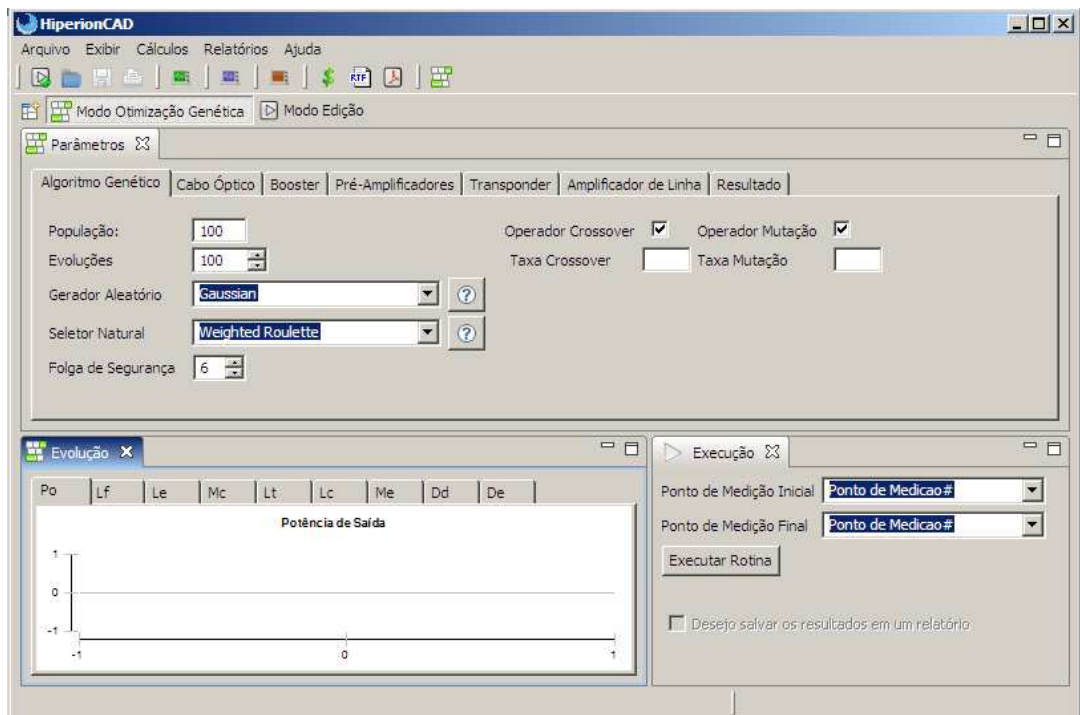 HiperionCAD
Arquivo Exibir Cálculos Relatórios Ajuda
$ RTF
Modo Otimização Genética Modo Edição
Parâmetros
Algoritmo Genético Cabo Óptico Booster Pré-Amplificadores Transponder Amplificador de Linha Resultado
População: 100 Operador Crossover Operador Mutação
Evoluções 100 Taxa Crossover Taxa Mutação
Gerador Aleatório Gaussian ?
Seletor Natural Weighted Roulette ?
Folga de Segurança 6
Evolução
Po Lf Le Mc Lt Lc Me Dd De
Potência de Saída
1
0
-1
-1 0 1
Execução
Ponto de Medição Inicial Ponto de Medicao#
Ponto de Medição Final Ponto de Medicao#
Executar Rotina
Desejo salvar os resultados em um relatório